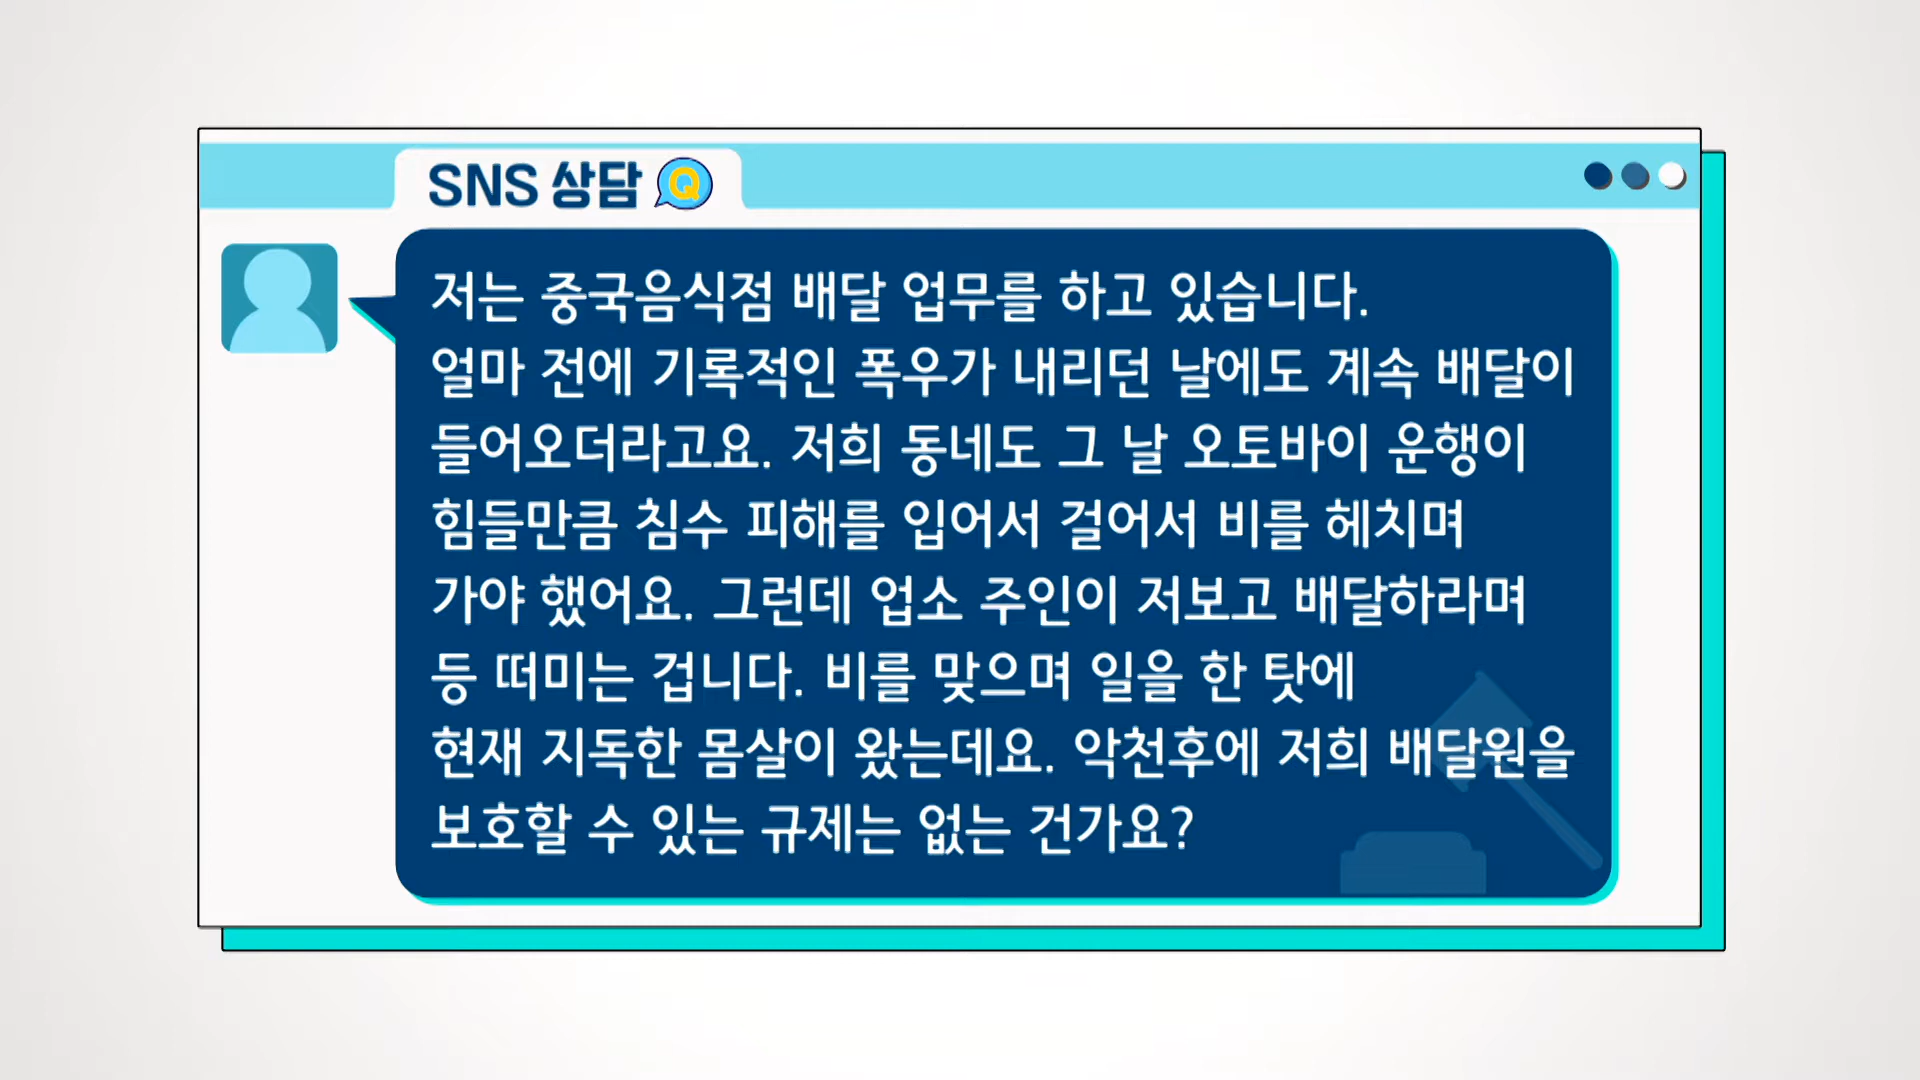 SNS 상담 Q
저는 중국음식점 배달 업무를 하고 있습니다.
얼마 전에 기록적인 폭우가 내리던 날에도 계속 배달이
들어오더라고요. 저희 동네도 그 날 오토바이 운행이
힘들만큼 침수 피해를 입어서 걸어서 비를 헤치며
가야 했어요. 그런데 업소 주인이 저보고 배달하라며
등 떠미는 겁니다. 비를 맞으며 일을 한 탓에
현재 지독한 몸살이 왔는데요. 악천후에 저희 배달원을
보호할 수 있는 규제는 없는 건가요?